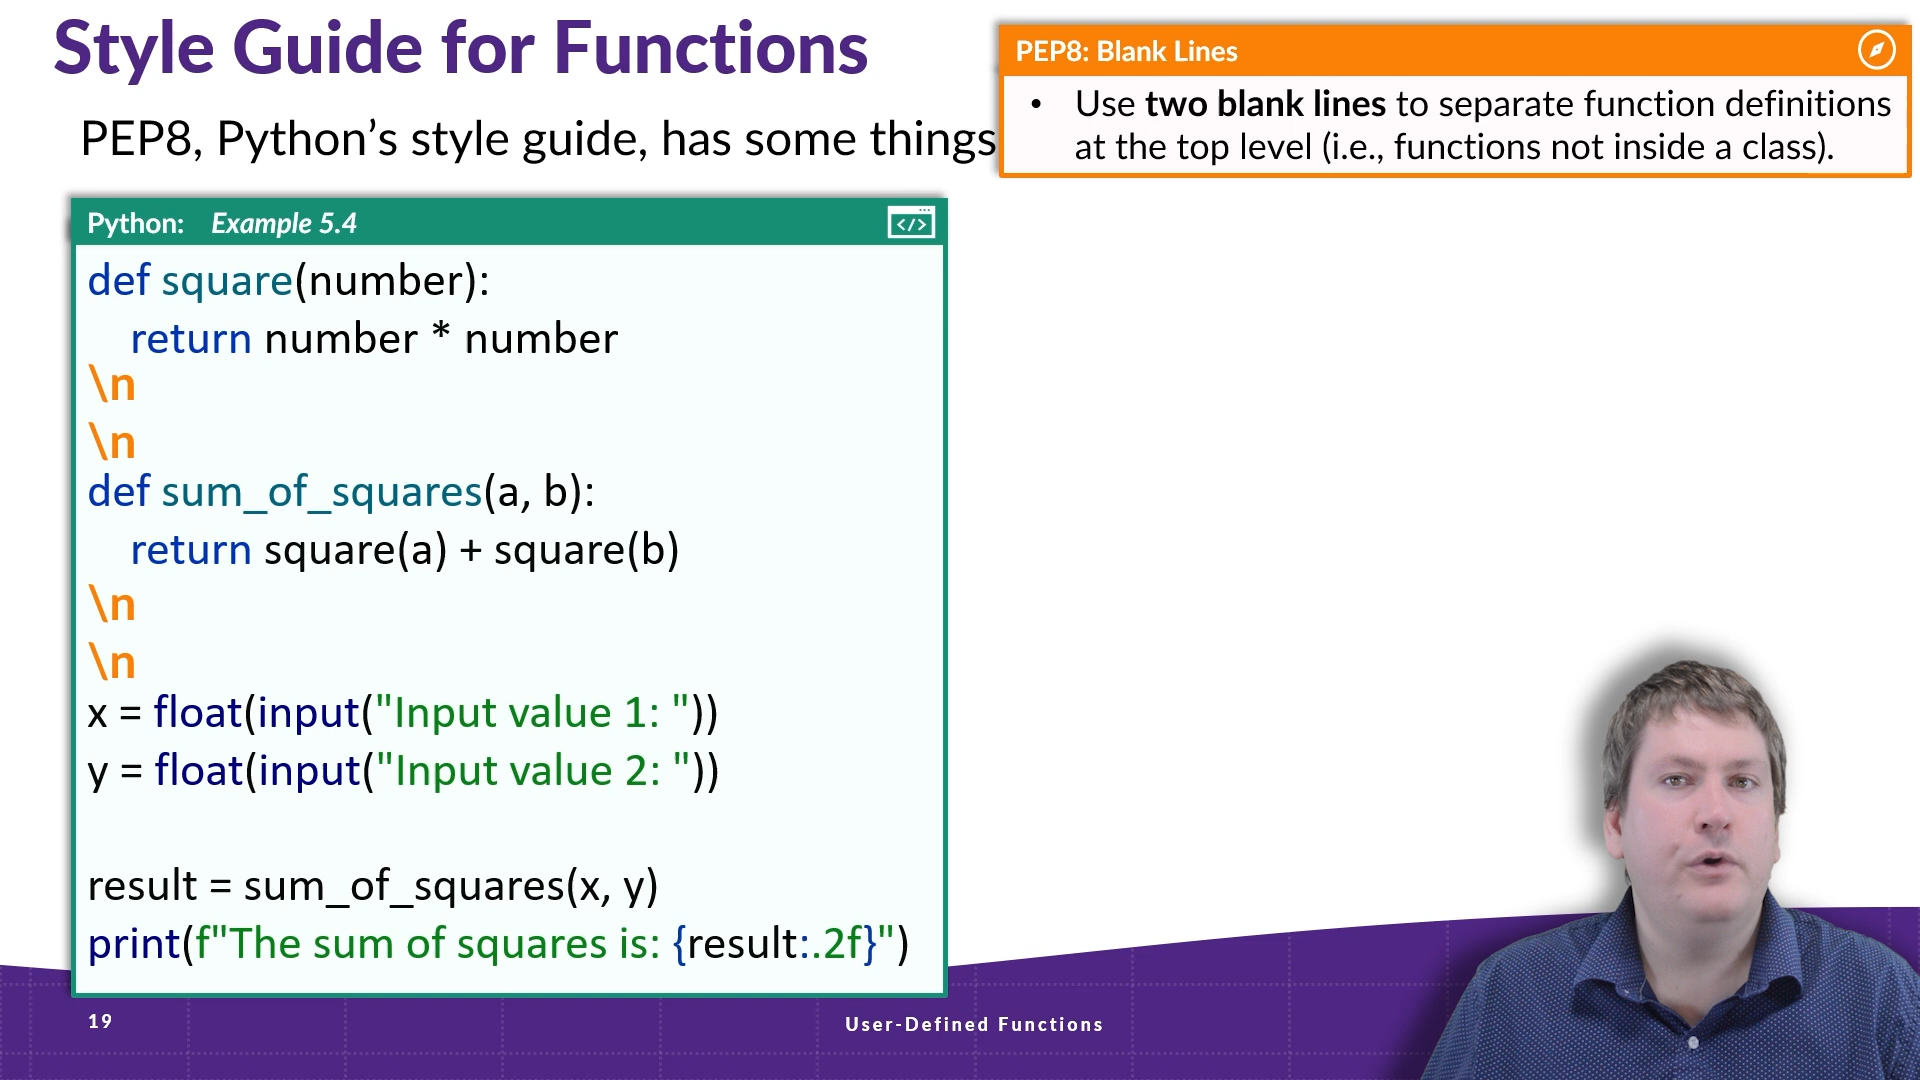 Style Guide for Functions
PEP8, Python’s style guide, has some things
PEP8: Blank Lines
• Use two blank lines to separate function definitions
at the top level (i.e., functions not inside a class).
Python: Example 5.4
</>
def square(number):
    return number * number
\n
\n
def sum_of_squares(a, b):
    return square(a) + square(b)
\n
\n
x = float(input("Input value 1: "))
y = float(input("Input value 2: "))
result = sum_of_squares(x, y)
print(f"The sum of squares is: {result:.2f}")
19
User-Defined Functions